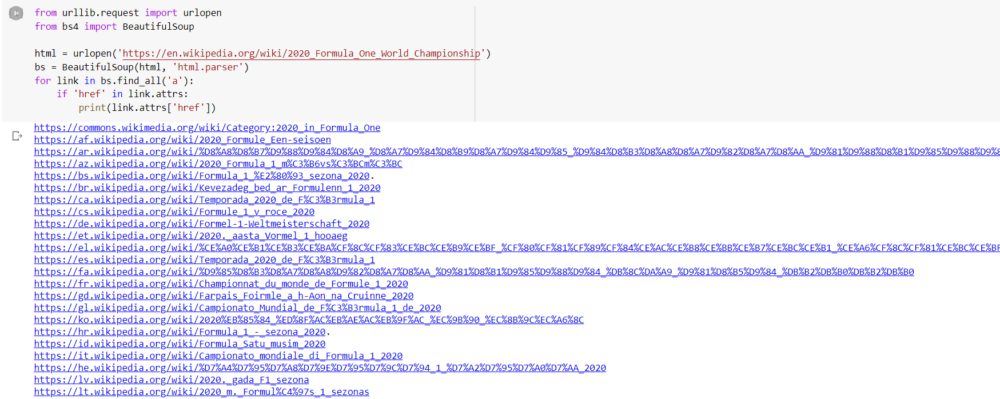 from urllib.request import urlopen
from bs4 import BeautifulSoup
html = urlopen('https://en.wikipedia.org/wiki/2020_Formula_One_World_Championship')
bs = BeautifulSoup(html, 'html.parser')
for link in bs.find_all('a'):
    if 'href' in link.attrs:
        print(link.attrs['href'])
https://commons.wikimedia.org/wiki/Category:2020_in_Formula_One
https://af.wikipedia.org/wiki/2020_Formule_Een-seisoen
https://ar.wikipedia.org/wiki/%D8%A8%D8%B7%D9%88%D9%84%D8%A9_%D8%A7%D9%84%D8%B9%D8%A7%D9%84%D9%85_%D9%84%D8%B3%D8%A8%D8%A7%D9%82%D8%A7%D8%AA_%D9%81%D9%88%D8%B1%D9%85%D9%88%D9%8
https://az.wikipedia.org/wiki/2020_Formula_1_m%C3%B6vs%C3%BCm%C3%BC
https://bs.wikipedia.org/wiki/Formula_1_%E2%80%93_sezona_2020.
https://br.wikipedia.org/wiki/Kevezadeg_bed_ar_Formulenn_1_2020
https://ca.wikipedia.org/wiki/Temporada_2020_de_F%C3%B3rmula_1
https://cs.wikipedia.org/wiki/Formule_1_v_roce_2020
https://de.wikipedia.org/wiki/Formel-1-Weltmeisterschaft_2020
https://et.wikipedia.org/wiki/2020._aasta_Vormel_1_hooaeg
https://el.wikipedia.org/wiki/%CE%A0%CE%B1%CE%B3%CE%BA%CF%8C%CF%83%CE%BC%CE%B9%CE%BF_%CF%80%CF%81%CF%89%CF%84%CE%AC%CE%B8%CE%BB%CE%B7%CE%BC%CE%B1_%CE%A6%CF%8C%CF%81%CE%BC%CE%BF
https://es.wikipedia.org/wiki/Temporada_2020_de_F%C3%B3rmula_1
https://fa.wikipedia.org/wiki/%D9%85%D8%B3%D8%A7%D8%A8%D9%82%D8%A7%D8%AA_%D9%81%D8%B1%D9%85%D9%88%D9%84_%DB%8C%DA%A9_%D9%81%D8%B5%D9%84_%DB%B2%DB%B0%DB%B2%DB%B0
https://fr.wikipedia.org/wiki/Championnat_du_monde_de_Formule_1_2020
https://gd.wikipedia.org/wiki/Farpais_Foirmle_a_h-Aon_na_Cruinne_2020
https://gl.wikipedia.org/wiki/Campionato_Mundial_de_F%C3%B3rmula_1_de_2020
https://ko.wikipedia.org/wiki/2020%EB%85%84_%ED%8F%AC%EB%AE%AC%EB%9F%AC_%EC%9B%90_%EC%8B%9C%EC%A6%8C
https://hr.wikipedia.org/wiki/Formula_1_-_sezona_2020.
https://id.wikipedia.org/wiki/Formula_Satu_musim_2020
https://it.wikipedia.org/wiki/Campionato_mondiale_di_Formula_1_2020
https://he.wikipedia.org/wiki/%D7%A4%D7%95%D7%A8%D7%9E%D7%95%D7%9C%D7%94_1_%D7%A2%D7%95%D7%A0%D7%AA_2020
https://lv.wikipedia.org/wiki/2020._gada_F1_sezona
https://lt.wikipedia.org/wiki/2020_m._Formul%C4%97s_1_sezonas